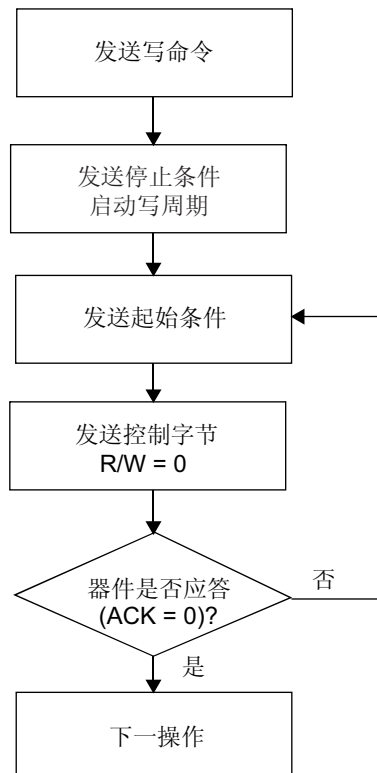 发送写命令
发送停止条件
启动写周期
发送起始条件
发送控制字节
R/W = 0
器件是否应答
(ACK = 0)?
否
是
下一操作